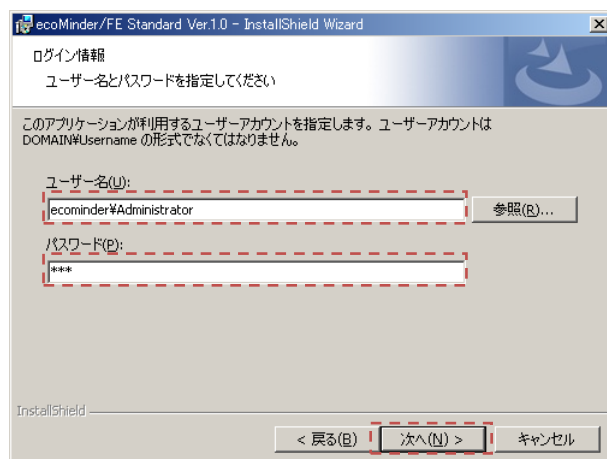 ecoMinder/FE Standard Ver.1.0 - InstallShield Wizard
ログイン情報
ユーザー名とパスワードを指定してください
このアプリケーションが利用するユーザーアカウントを指定します。ユーザーアカウントは
DOMAIN¥Username の形式でなくてはなりません。
ユーザー名(U):
ecominder¥Administrator
参照(R)...
パスワード(P):
***
InstallShield
< 戻る(B)
次へ(N) >
キャンセル